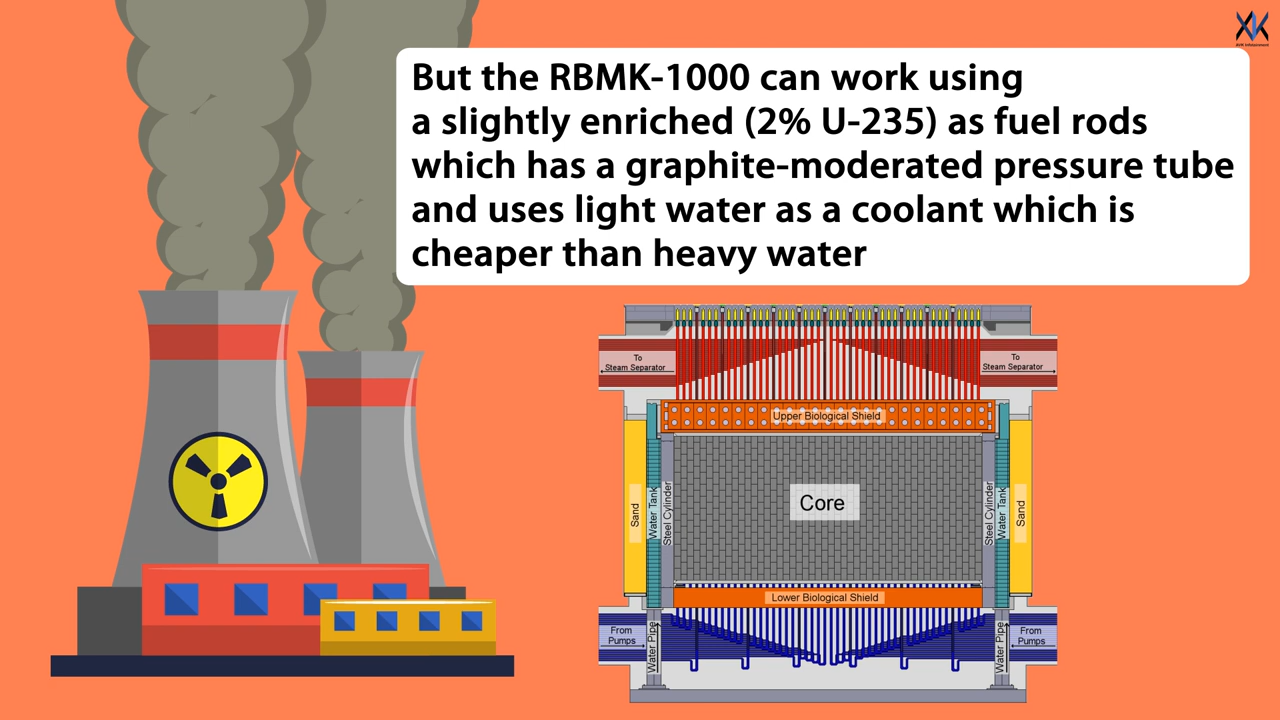 XK
AVK Infotainment
But the RBMK-1000 can work using
a slightly enriched (2% U-235) as fuel rods
which has a graphite-moderated pressure tube
and uses light water as a coolant which is
cheaper than heavy water
To
Steam Separator
To
Steam Separator
Upper Biological Shield
Core
Sand
Water Tank
Steel Cylinder
Steel Cylinder
Water Tank
Sand
Lower Biological Shield
From
Pumps
Water Pipe
Water Pipe
From
Pumps